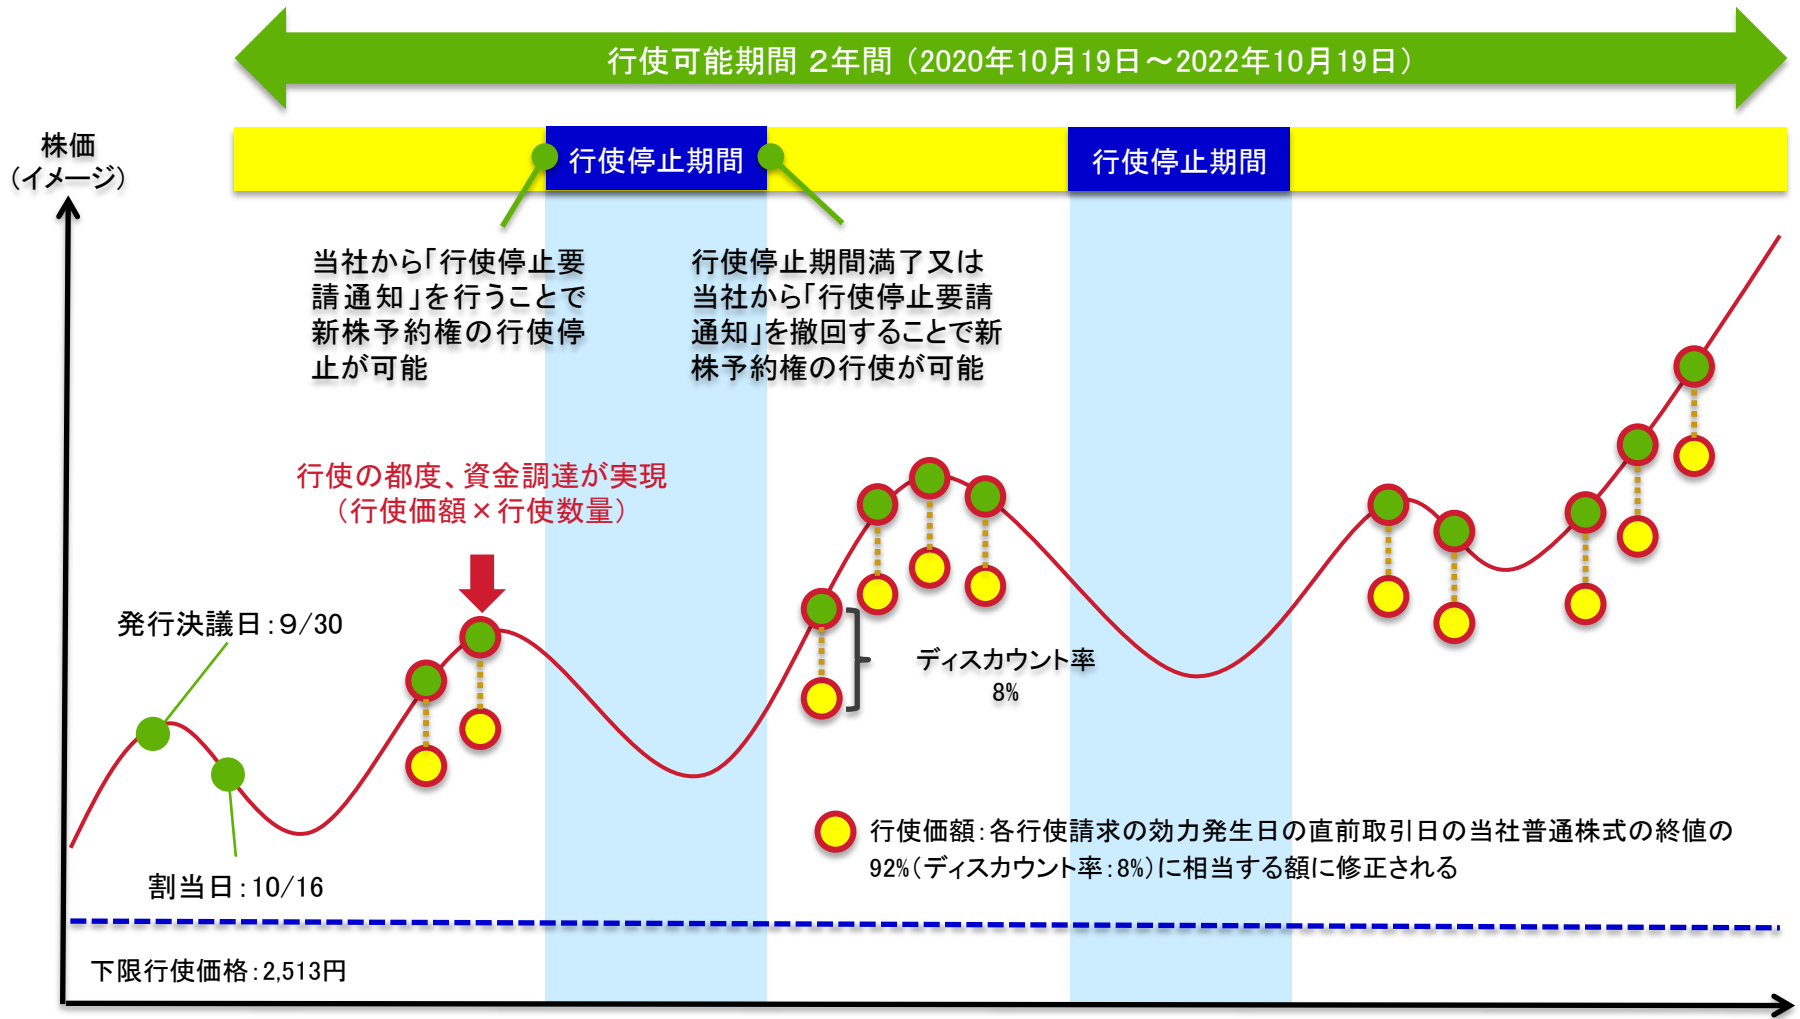 行使可能期間 2年間（2020年10月19日～2022年10月19日）
株価
（イメージ）
行使停止期間
行使停止期間
当社から「行使停止要
請通知」を行うことで
新株予約権の行使停
止が可能
行使停止期間満了又は
当社から「行使停止要請
通知」を撤回することで新
株予約権の行使が可能
行使の都度、資金調達が実現
（行使価額×行使数量）
発行決議日：９/30
ディスカウント率
8%
行使価額：各行使請求の効力発生日の直前取引日の当社普通株式の終値の
92%（ディスカウント率：8%）に相当する額に修正される
割当日：10/16
下限行使価格：2,513円